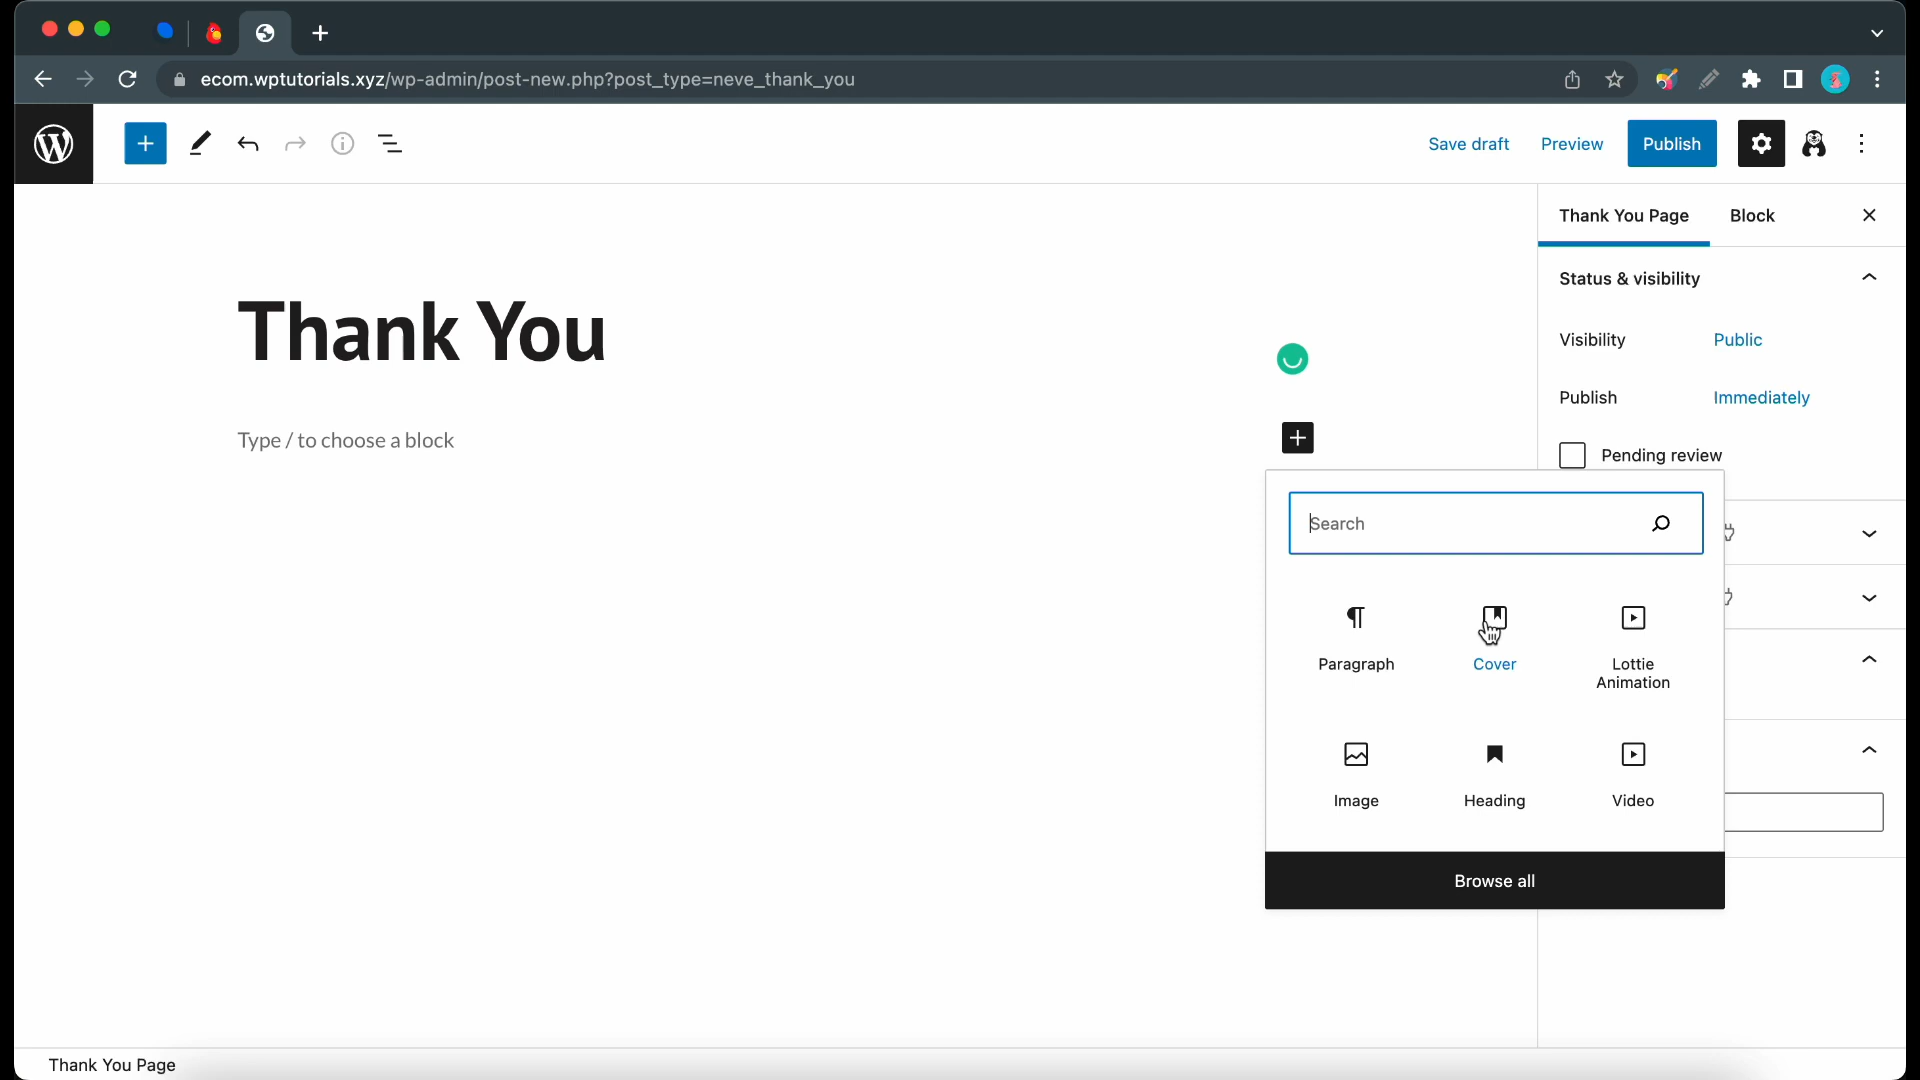 ecom.wptutorials.xyz/wp-admin/post-new.php?post_type=neve_thank_you
Save draft
Preview
Publish
Thank You Page
Block
Status & visibility
Visibility
Public
Publish
Immediately
Pending review
Thank You
Type / to choose a block
Search
Paragraph
Cover
Lottie
Animation
Image
Heading
Video
Browse all
Thank You Page